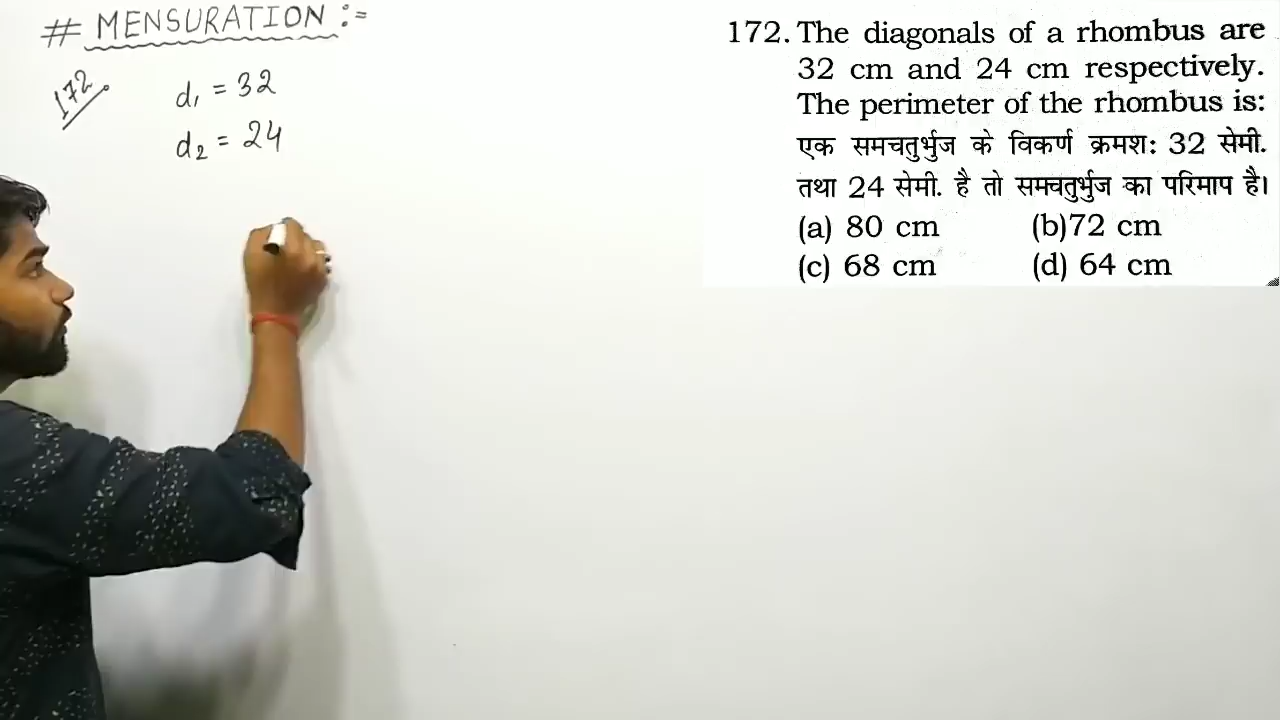 # MENSURATION :=
172.
d₁ = 32
d₂ = 24
172. The diagonals of a rhombus are
32 cm and 24 cm respectively.
The perimeter of the rhombus is:
एक समचतुर्भुज के विकर्ण क्रमश: 32 सेमी.
तथा 24 सेमी. है तो समचतुर्भुज का परिमाप है।
(a) 80 cm (b)72 cm
(c) 68 cm (d) 64 cm